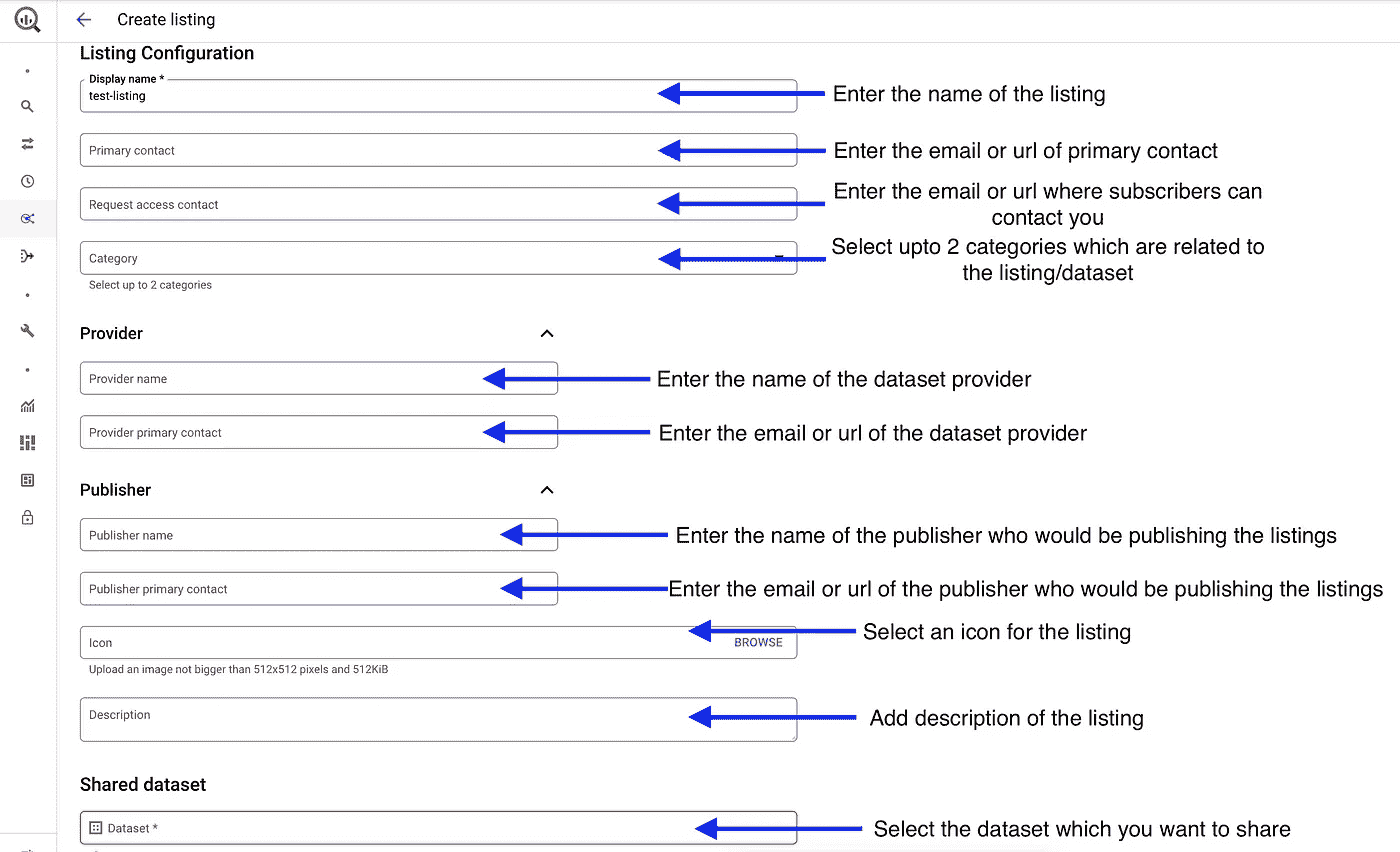 Create listing
Listing Configuration
Display name *
test-listing
Enter the name of the listing
Primary contact
Enter the email or url of primary contact
Request access contact
Enter the email or url where subscribers can
contact you
Category
Select upto 2 categories which are related to
the listing/dataset
Select up to 2 categories
Provider
Provider name
Enter the name of the dataset provider
Provider primary contact
Enter the email or url of the dataset provider
Publisher
Publisher name
Enter the name of the publisher who would be publishing the listings
Publisher primary contact
Enter the email or url of the publisher who would be publishing the listings
Icon
BROWSE
Select an icon for the listing
Upload an image not bigger than 512x512 pixels and 512KiB
Description
Add description of the listing
Shared dataset
Dataset *
Select the dataset which you want to share